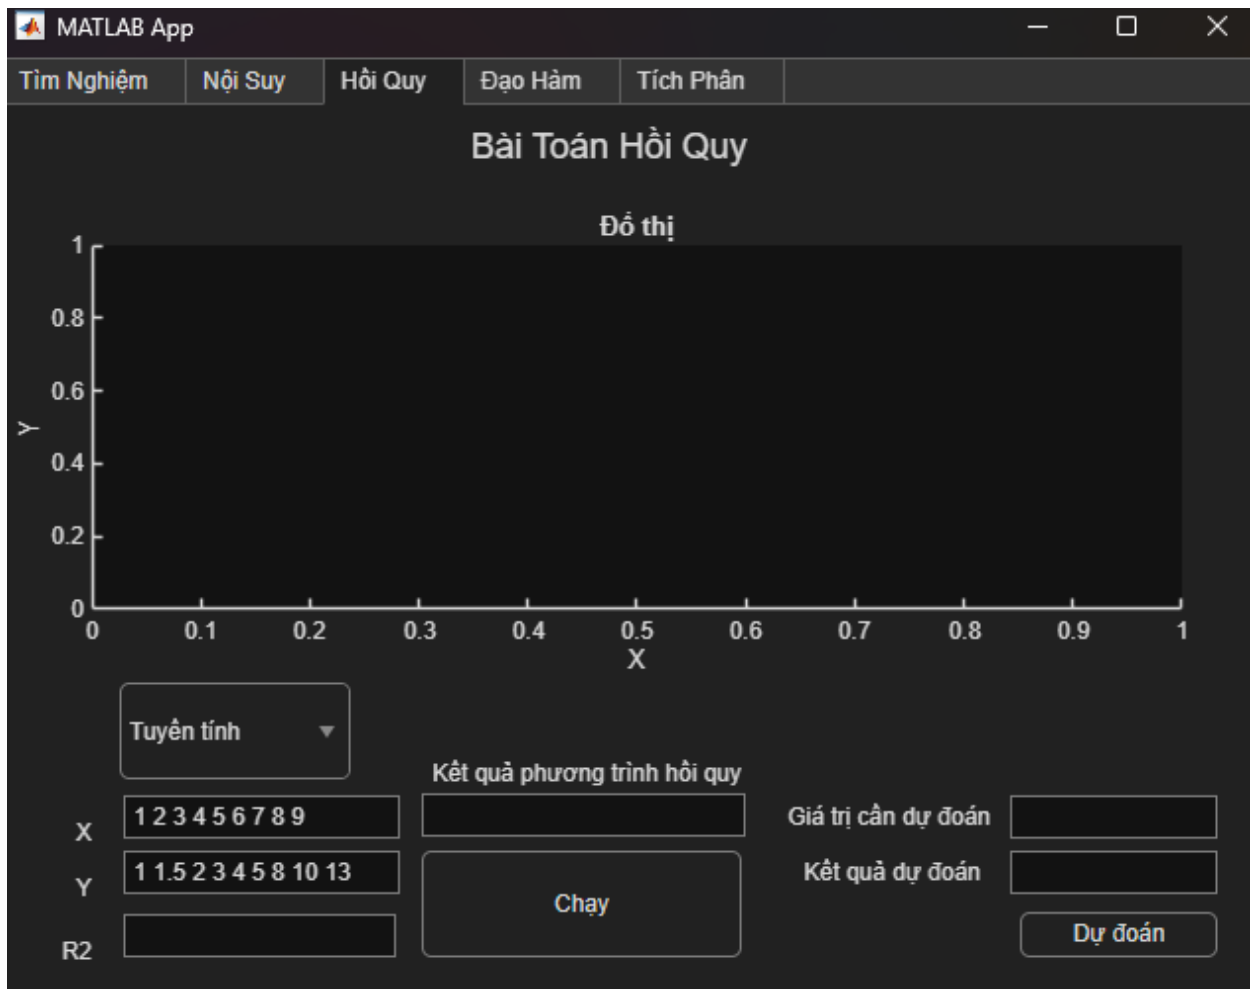 MATLAB App
Tìm Nghiệm Nội Suy Hồi Quy Đạo Hàm Tích Phân
Bài Toán Hồi Quy
Đồ thị
1
0.8
0.6
Y
0.4
0.2
0
0 0.1 0.2 0.3 0.4 0.5 0.6 0.7 0.8 0.9 1
X
Tuyến tính
Kết quả phương trình hồi quy
X 1 2 3 4 5 6 7 8 9 Giá trị cần dự đoán
Y 1 1.5 2 3 4 5 8 10 13 Kết quả dự đoán
Chạy
R2 Dự đoán